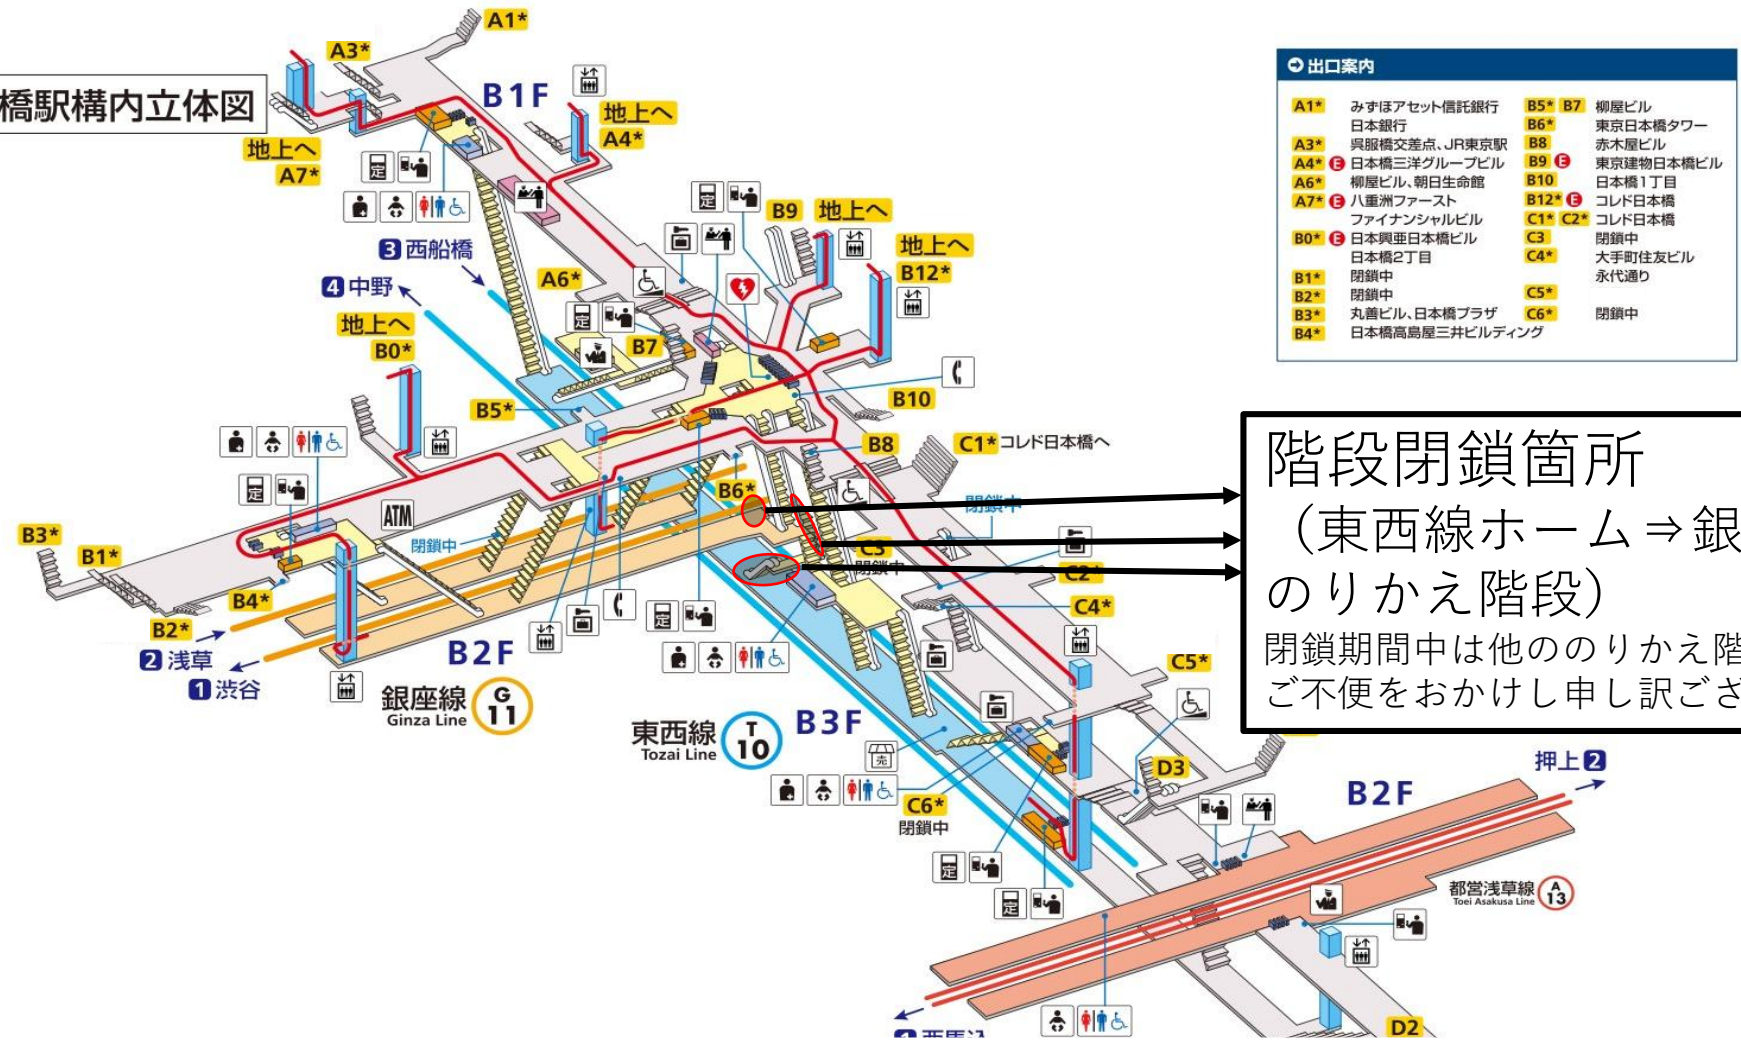 橋駅構内立体図
A1*
A3*
B1F
地上へ
A4*
地上へ
A7*
定
定
3 西船橋
4 中野
A6*
B9
地上へ
地上へ
B12*
地上へ
B0*
定
B7
B5*
B10
B8
C1* コレド日本橋へ
定
ATM
B6*
閉鎖中
閉鎖中
B3*
B1*
C3
閉鎖中
C2*
B4*
C4*
B2*
定
2 浅草
1 渋谷
B2F
銀座線
Ginza Line
G
11
C5*
東西線
Tozai Line
T
10
B3F
売
C6*
閉鎖中
D3
定
定
押上 2
B2F
都営浅草線
Toei Asakusa Line
A
13
D2
出口案内
A1* みずほアセット信託銀行
日本銀行
A3* 呉服橋交差点、JR東京駅
A4* E 日本橋三洋グループビル
A6* 柳屋ビル、朝日生命館
A7* E 八重洲ファースト
ファイナンシャルビル
B0* E 日本興亜日本橋ビル
日本橋2丁目
B1* 閉鎖中
B2* 閉鎖中
B3* 丸善ビル、日本橋プラザ
B4* 日本橋高島屋三井ビルディング
B5* B7 柳屋ビル
B6* 東京日本橋タワー
B8 赤木屋ビル
B9 E 東京建物日本橋ビル
B10 日本橋1丁目
B12* E コレド日本橋
C1* C2* コレド日本橋
C3 閉鎖中
C4* 大手町住友ビル
永代通り
C5*
C6* 閉鎖中
階段閉鎖箇所
（東西線ホーム⇒銀
のりかえ階段）
閉鎖期間中は他ののりかえ階
ご不便をおかけし申し訳ござ